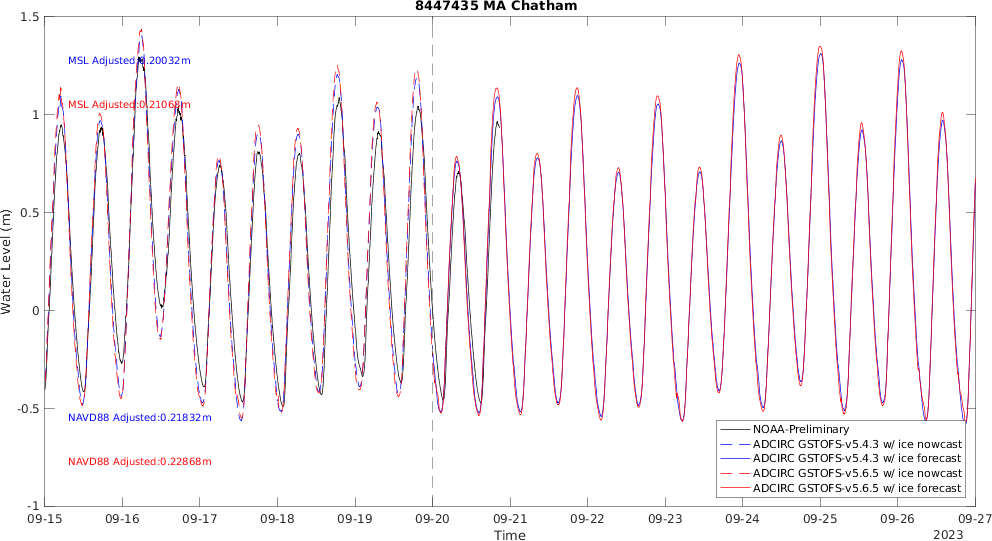 8447435 MA Chatham
1.5
MSL Adjusted:0.20032m
MSL Adjusted:0.21068m
1
0.5
0
-0.5
-1
Water Level (m)
NAVD88 Adjusted:0.21832m
NAVD88 Adjusted:0.22868m
NOAA-Preliminary
ADCIRC GSTOFS-v5.4.3 w/ ice nowcast
ADCIRC GSTOFS-v5.4.3 w/ ice forecast
ADCIRC GSTOFS-v5.6.5 w/ ice nowcast
ADCIRC GSTOFS-v5.6.5 w/ ice forecast
09-15 09-16 09-17 09-18 09-19 09-20 09-21 09-22 09-23 09-24 09-25 09-26 09-27
Time
2023